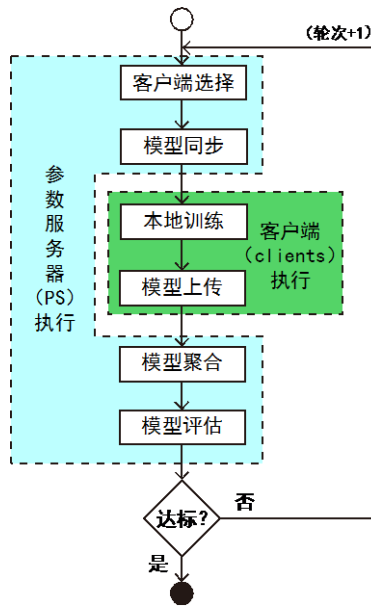 (轮次+1)
客户端选择
模型同步
参
数
服
务
器
(PS)
执行
本地训练
客户端
(clients)
执行
模型上传
模型聚合
模型评估
达标?
否
是